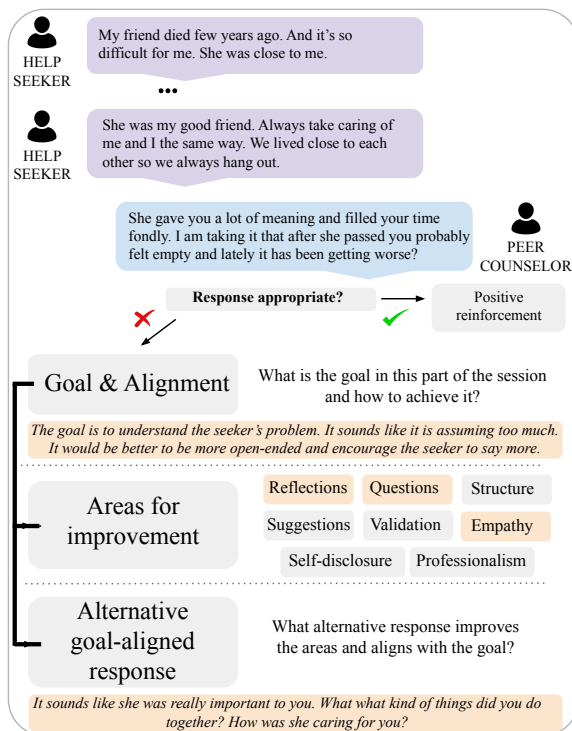 My friend died few years ago. And it's so
difficult for me. She was close to me.
HELP
SEEKER
...
She was my good friend. Always take caring of
me and I the same way. We lived close to each
other so we always hang out.
HELP
SEEKER
She gave you a lot of meaning and filled your time
fondly. I am taking it that after she passed you probably
felt empty and lately it has been getting worse?
PEER
COUNSELOR
Response appropriate?
Positive
reinforcement
Goal & Alignment
What is the goal in this part of the session
and how to achieve it?
The goal is to understand the seeker's problem. It sounds like it is assuming too much.
It would be better to be more open-ended and encourage the seeker to say more.
Areas for
improvement
Reflections
Questions
Structure
Suggestions
Validation
Empathy
Self-disclosure
Professionalism
Alternative
goal-aligned
response
What alternative response improves
the areas and aligns with the goal?
It sounds like she was really important to you. What what kind of things did you do
together? How was she caring for you?